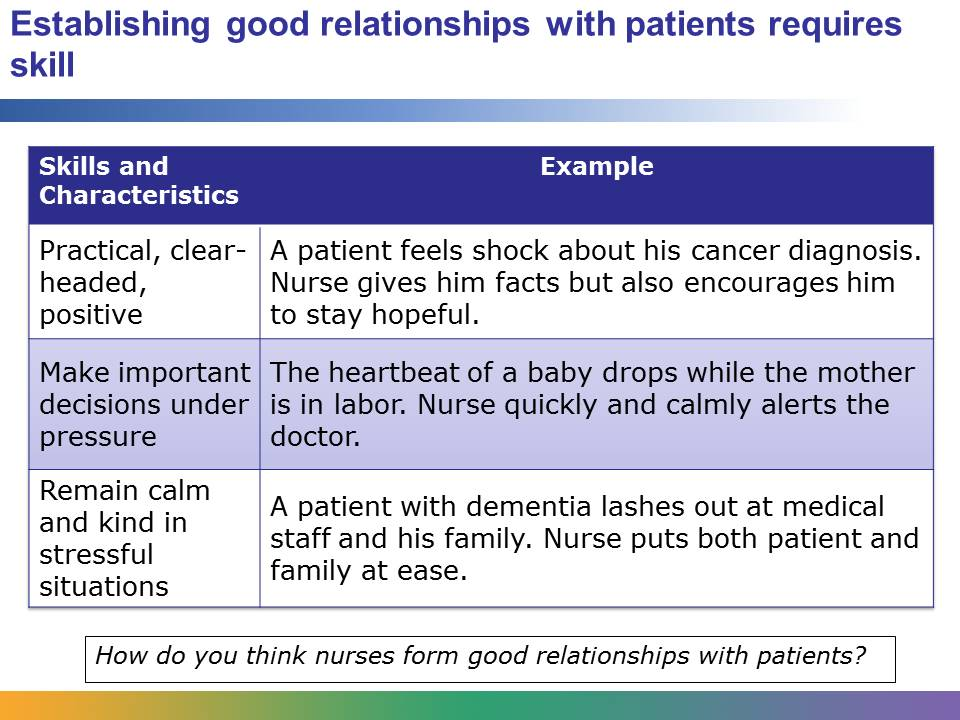 Establishing good relationships with patients requires
skill
Skills and
Characteristics
Example
Practical, clear-
headed,
positive
A patient feels shock about his cancer diagnosis.
Nurse gives him facts but also encourages him
to stay hopeful.
Make important
decisions under
pressure
The heartbeat of a baby drops while the mother
is in labor. Nurse quickly and calmly alerts the
doctor.
Remain calm
and kind in
stressful
situations
A patient with dementia lashes out at medical
staff and his family. Nurse puts both patient and
family at ease.
How do you think nurses form good relationships with patients?